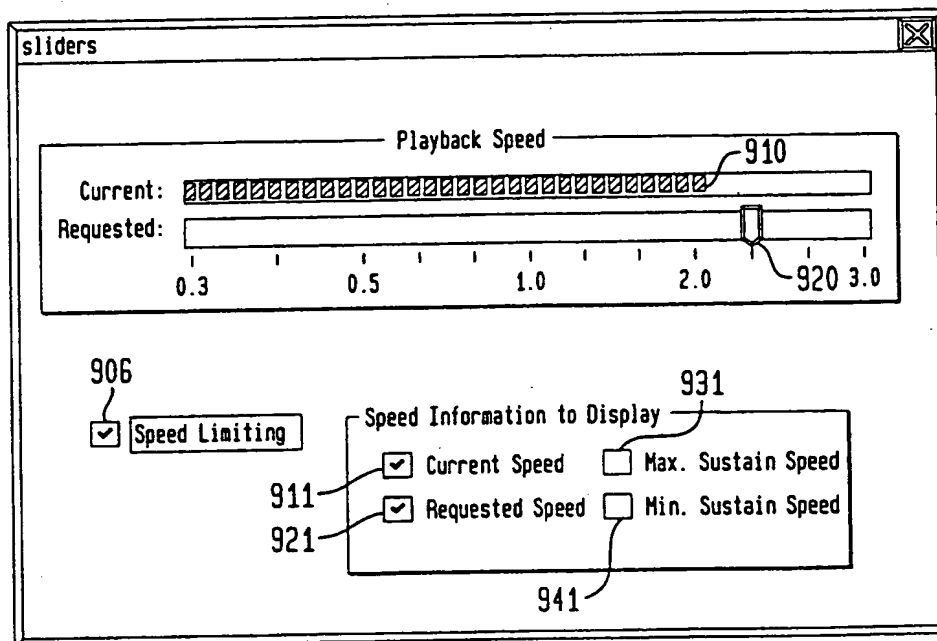 sliders
Playback Speed
910
Current:
Requested:
920
0.3 0.5 1.0 2.0 3.0
906
931
Speed Limiting
Speed Information to Display
Current Speed
Max. Sustain Speed
911
Requested Speed
Min. Sustain Speed
921
941